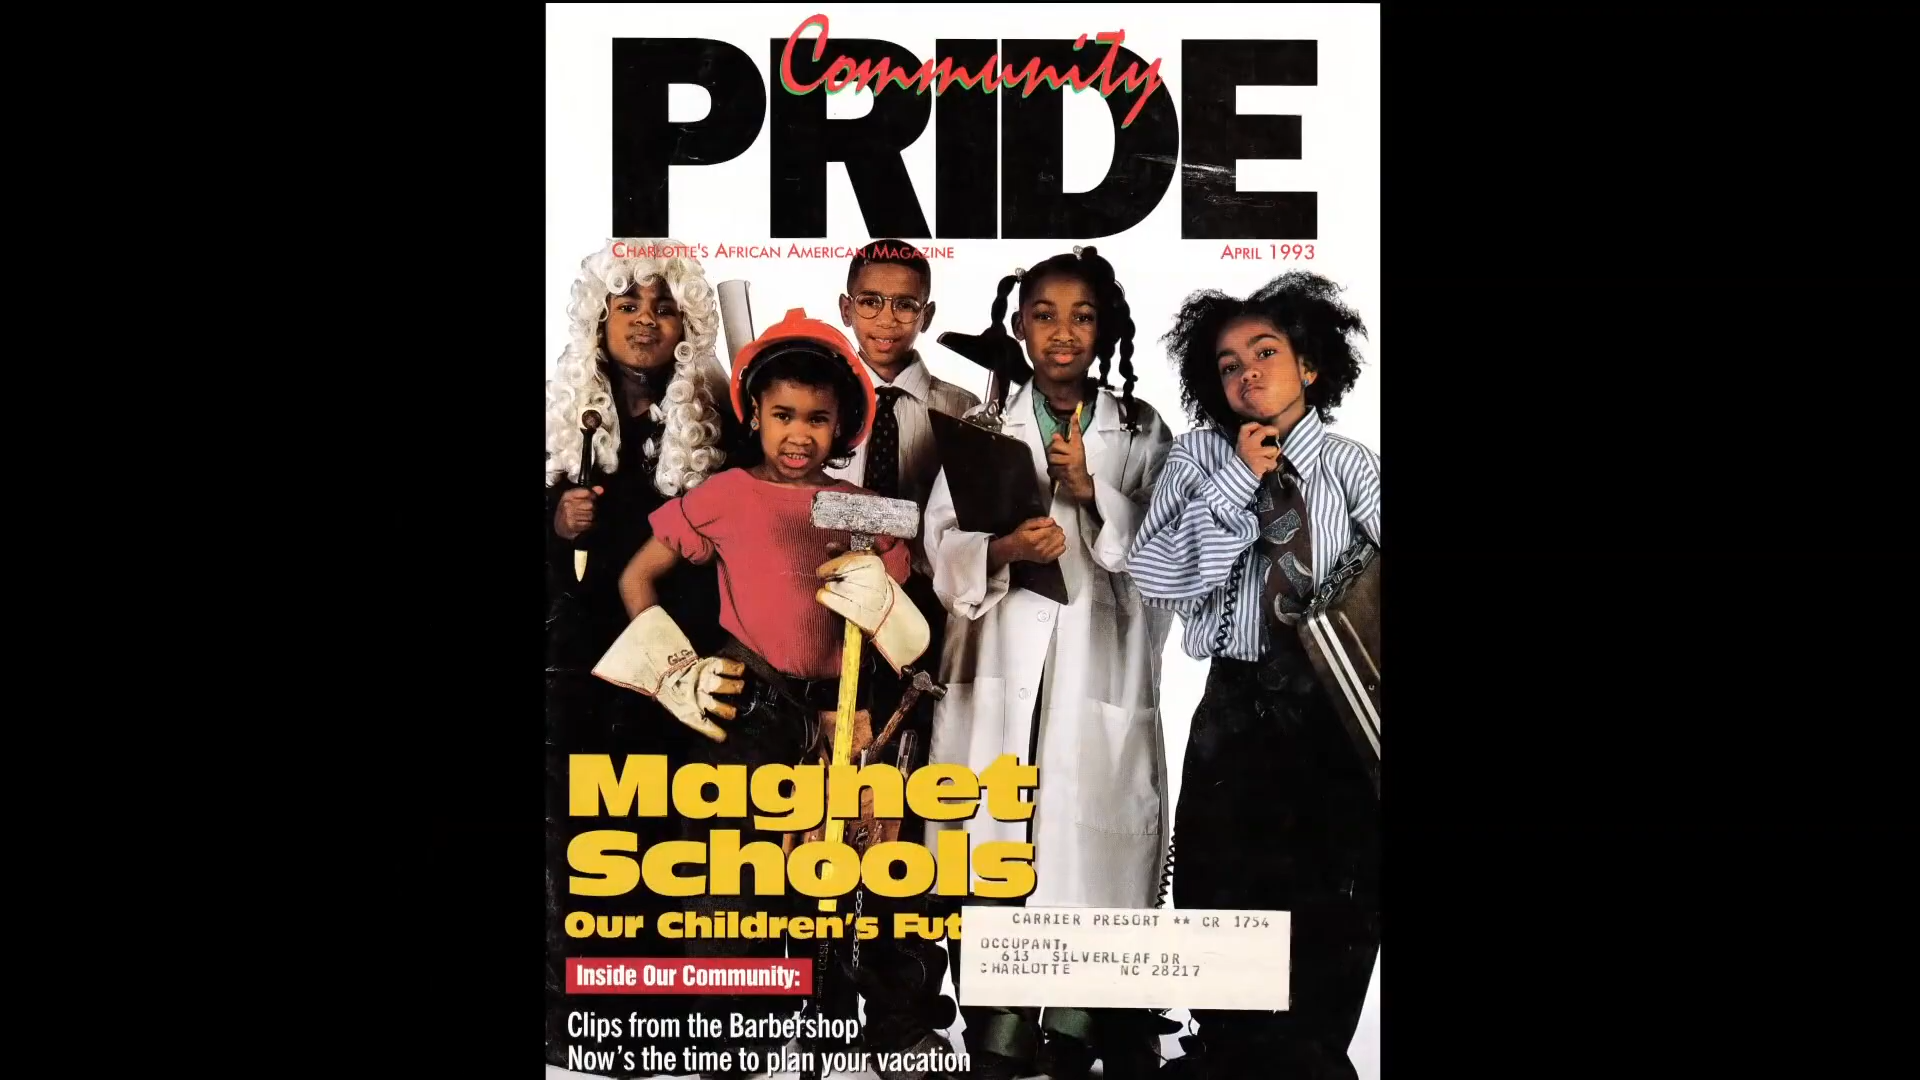 Community
PRIDE
CHARLOTTE'S AFRICAN AMERICAN MAGAZINE
APRIL 1993
Magnet
Schools
Our Children's Fut
CARRIER PRESORT ** CR 1754
OCCUPANT,
613 SILVERLEAF DR
CHARLOTTE NC 28217
Inside Our Community:
Clips from the Barbershop
Now's the time to plan your vacation